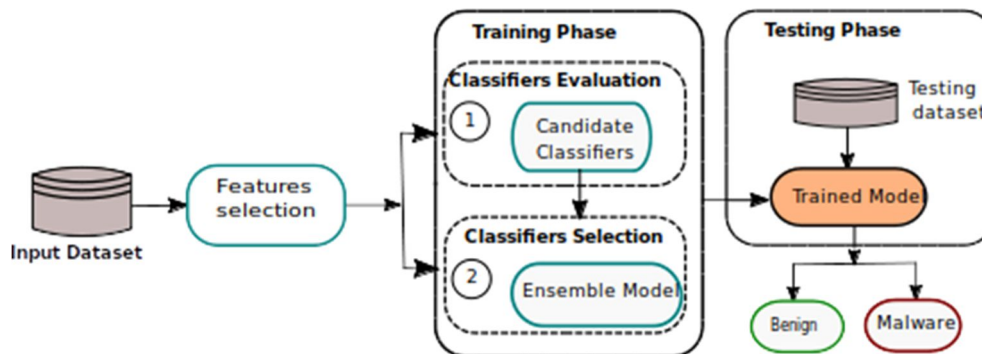 Input Dataset
Features
selection
Training Phase
Classifiers Evaluation
1
Candidate
Classifiers
Classifiers Selection
2
Ensemble Model
Testing Phase
Testing
dataset
Trained Model
Benign
Malware